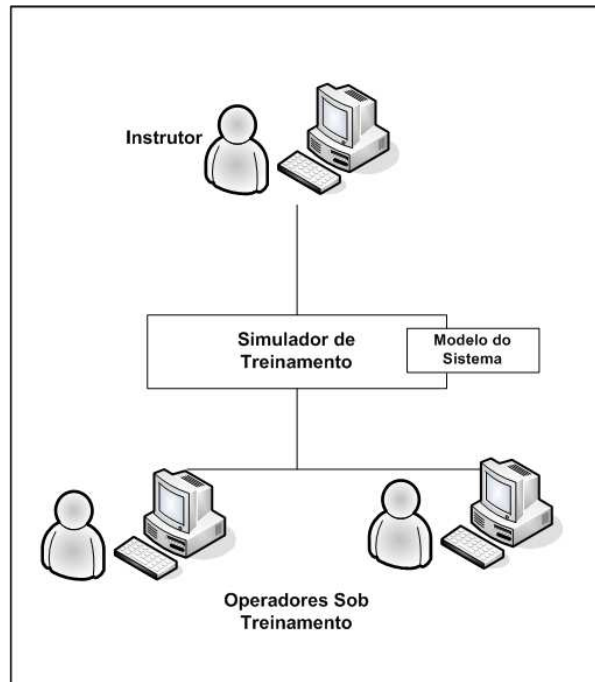 Instrutor
Simulador de
Treinamento
Modelo do
Sistema
Operadores Sob
Treinamento